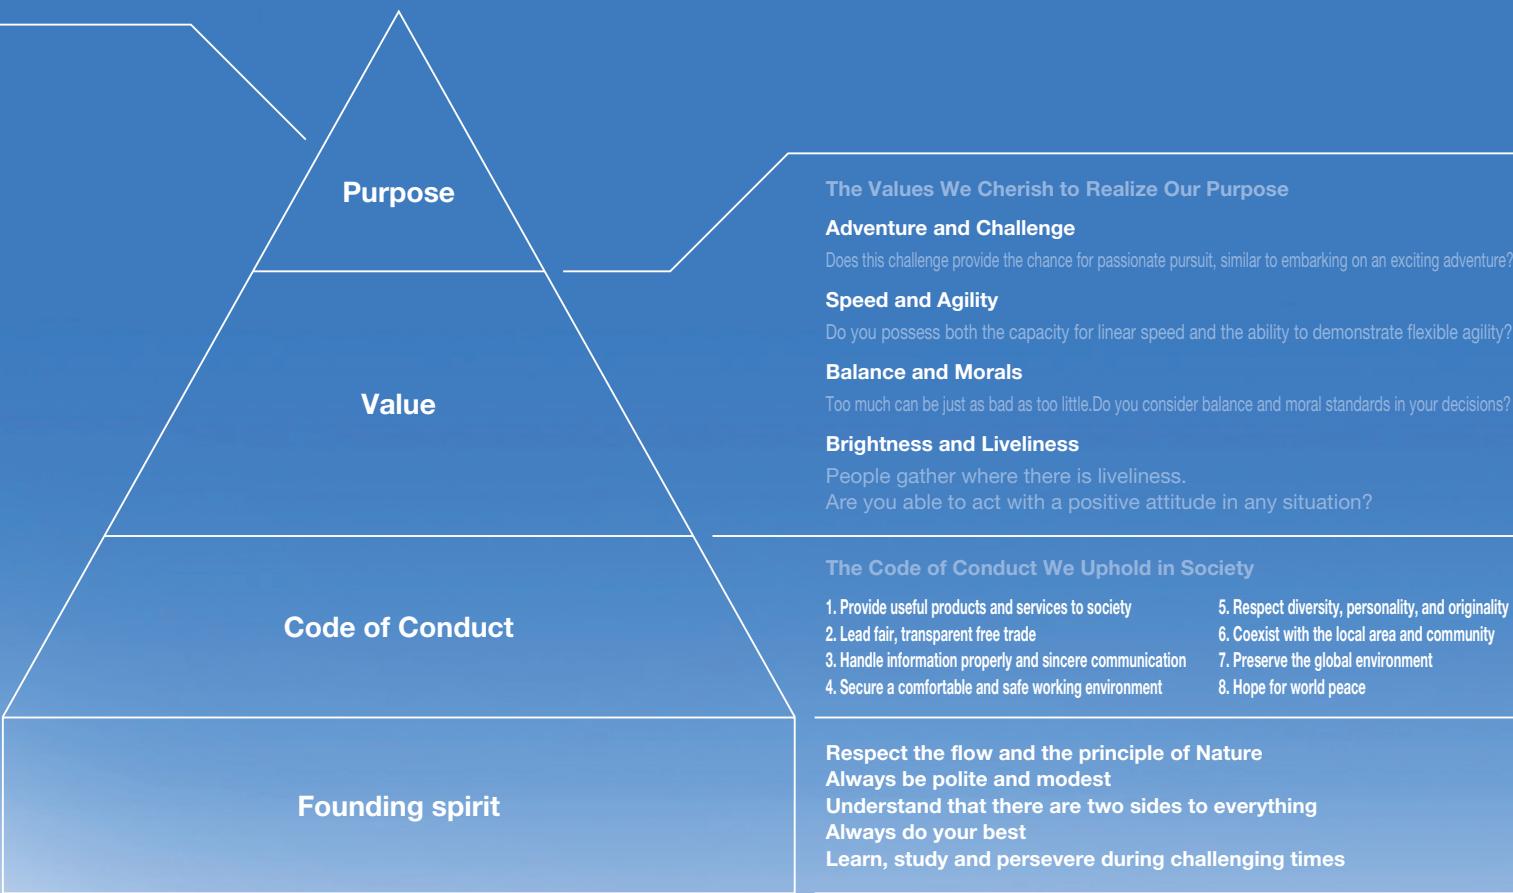 Purpose
The Values We Cherish to Realize Our Purpose
Adventure and Challenge
Does this challenge provide the chance for passionate pursuit, similar to embarking on an exciting adventure?
Speed and Agility
Do you possess both the capacity for linear speed and the ability to demonstrate flexible agility?
Value
Balance and Morals
Too much can be just as bad as too little.Do you consider balance and moral standards in your decisions?
Brightness and Liveliness
People gather where there is liveliness.
Are you able to act with a positive attitude in any situation?
Code of Conduct
The Code of Conduct We Uphold in Society
1. Provide useful products and services to society
2. Lead fair, transparent free trade
3. Handle information properly and sincere communication
4. Secure a comfortable and safe working environment
5. Respect diversity, personality, and originality
6. Coexist with the local area and community
7. Preserve the global environment
8. Hope for world peace
Founding spirit
Respect the flow and the principle of Nature
Always be polite and modest
Understand that there are two sides to everything
Always do your best
Learn, study and persevere during challenging times